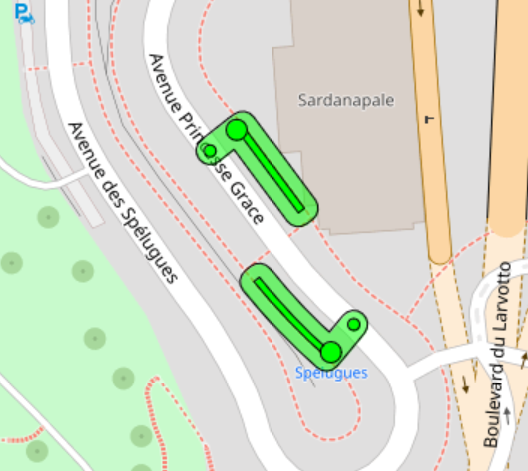 P
Sardanapale
Avenue Princesse Grace
Avenue des Spélugues
Boulevard du Larvotto
Spélugues